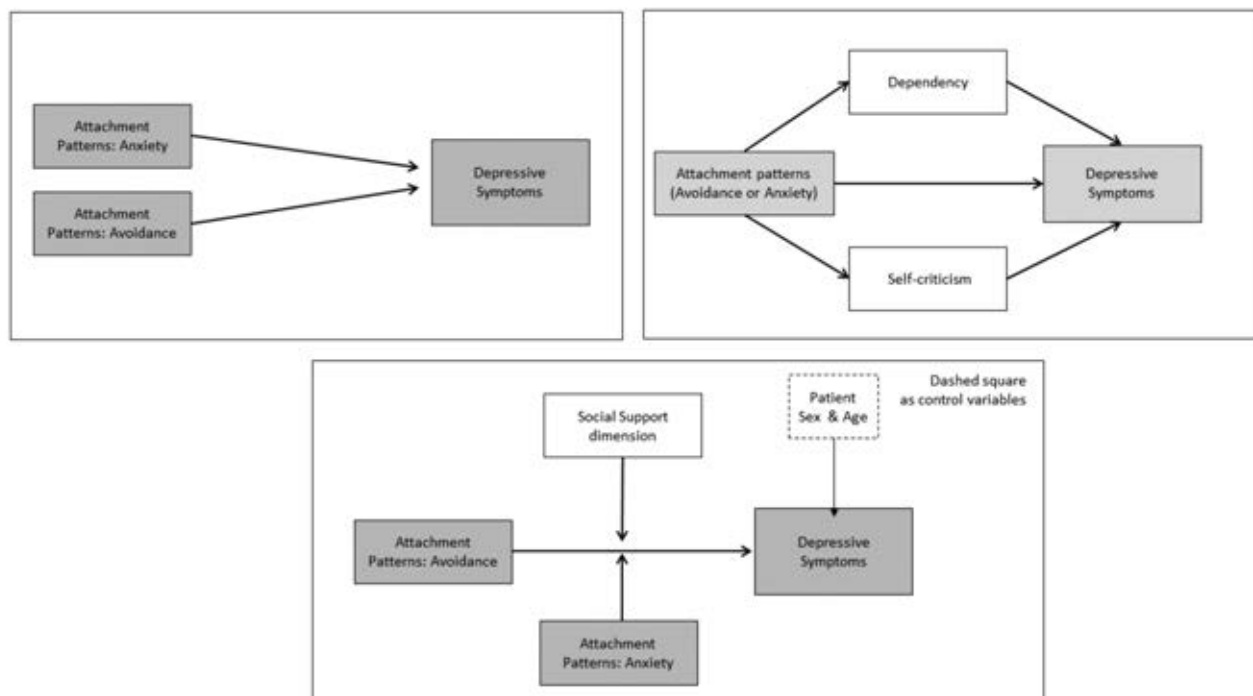 Attachment
Patterns: Anxiety
Attachment
Patterns: Avoidance
Depressive
Symptoms
Dependency
Attachment patterns
(Avoidance or Anxiety)
Depressive
Symptoms
Self-criticism
Dashed square
as control variables
Patient
Sex & Age
Social Support
dimension
Attachment
Patterns: Avoidance
Depressive
Symptoms
Attachment
Patterns: Anxiety